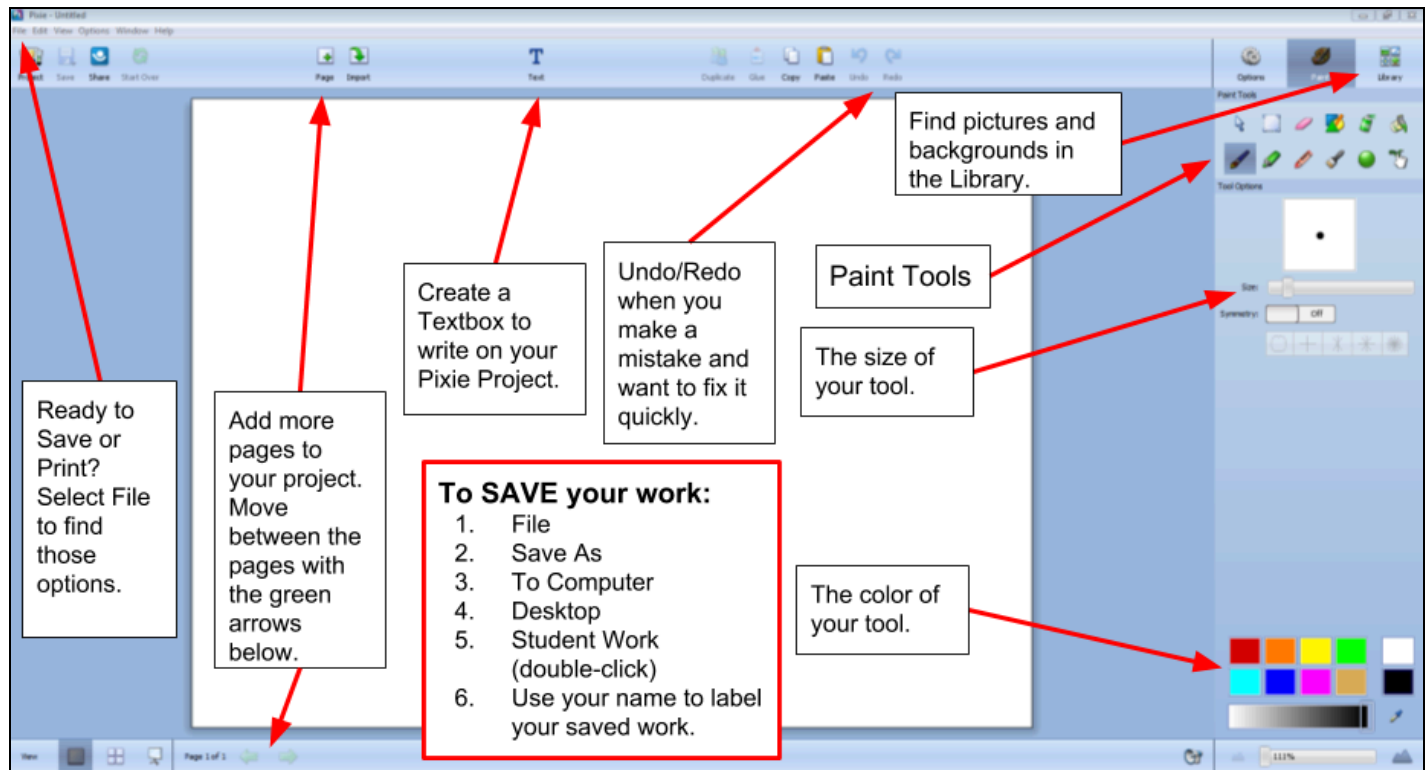 Pixie - Untitled
File Edit View Options Window Help
Project Save Share Start Over
Page Import
Text
Duplicate Give Copy Paste Undo Redo
Options Paint Library
Paint Tools
Find pictures and
backgrounds in
the Library.
Tool Options
Paint Tools
Size:
Symmetry: Off
The size of
your tool.
Undo/Redo
when you
make a
mistake and
want to fix it
quickly.
Create a
Textbox to
write on your
Pixie Project.
Ready to
Save or
Print?
Select File
to find
those
options.
Add more
pages to
your project.
Move
between the
pages with
the green
arrows
below.
To SAVE your work:
1. File
2. Save As
3. To Computer
4. Desktop
5. Student Work
(double-click)
6. Use your name to label
your saved work.
The color of
your tool.
View
Page 1 of 1
111%